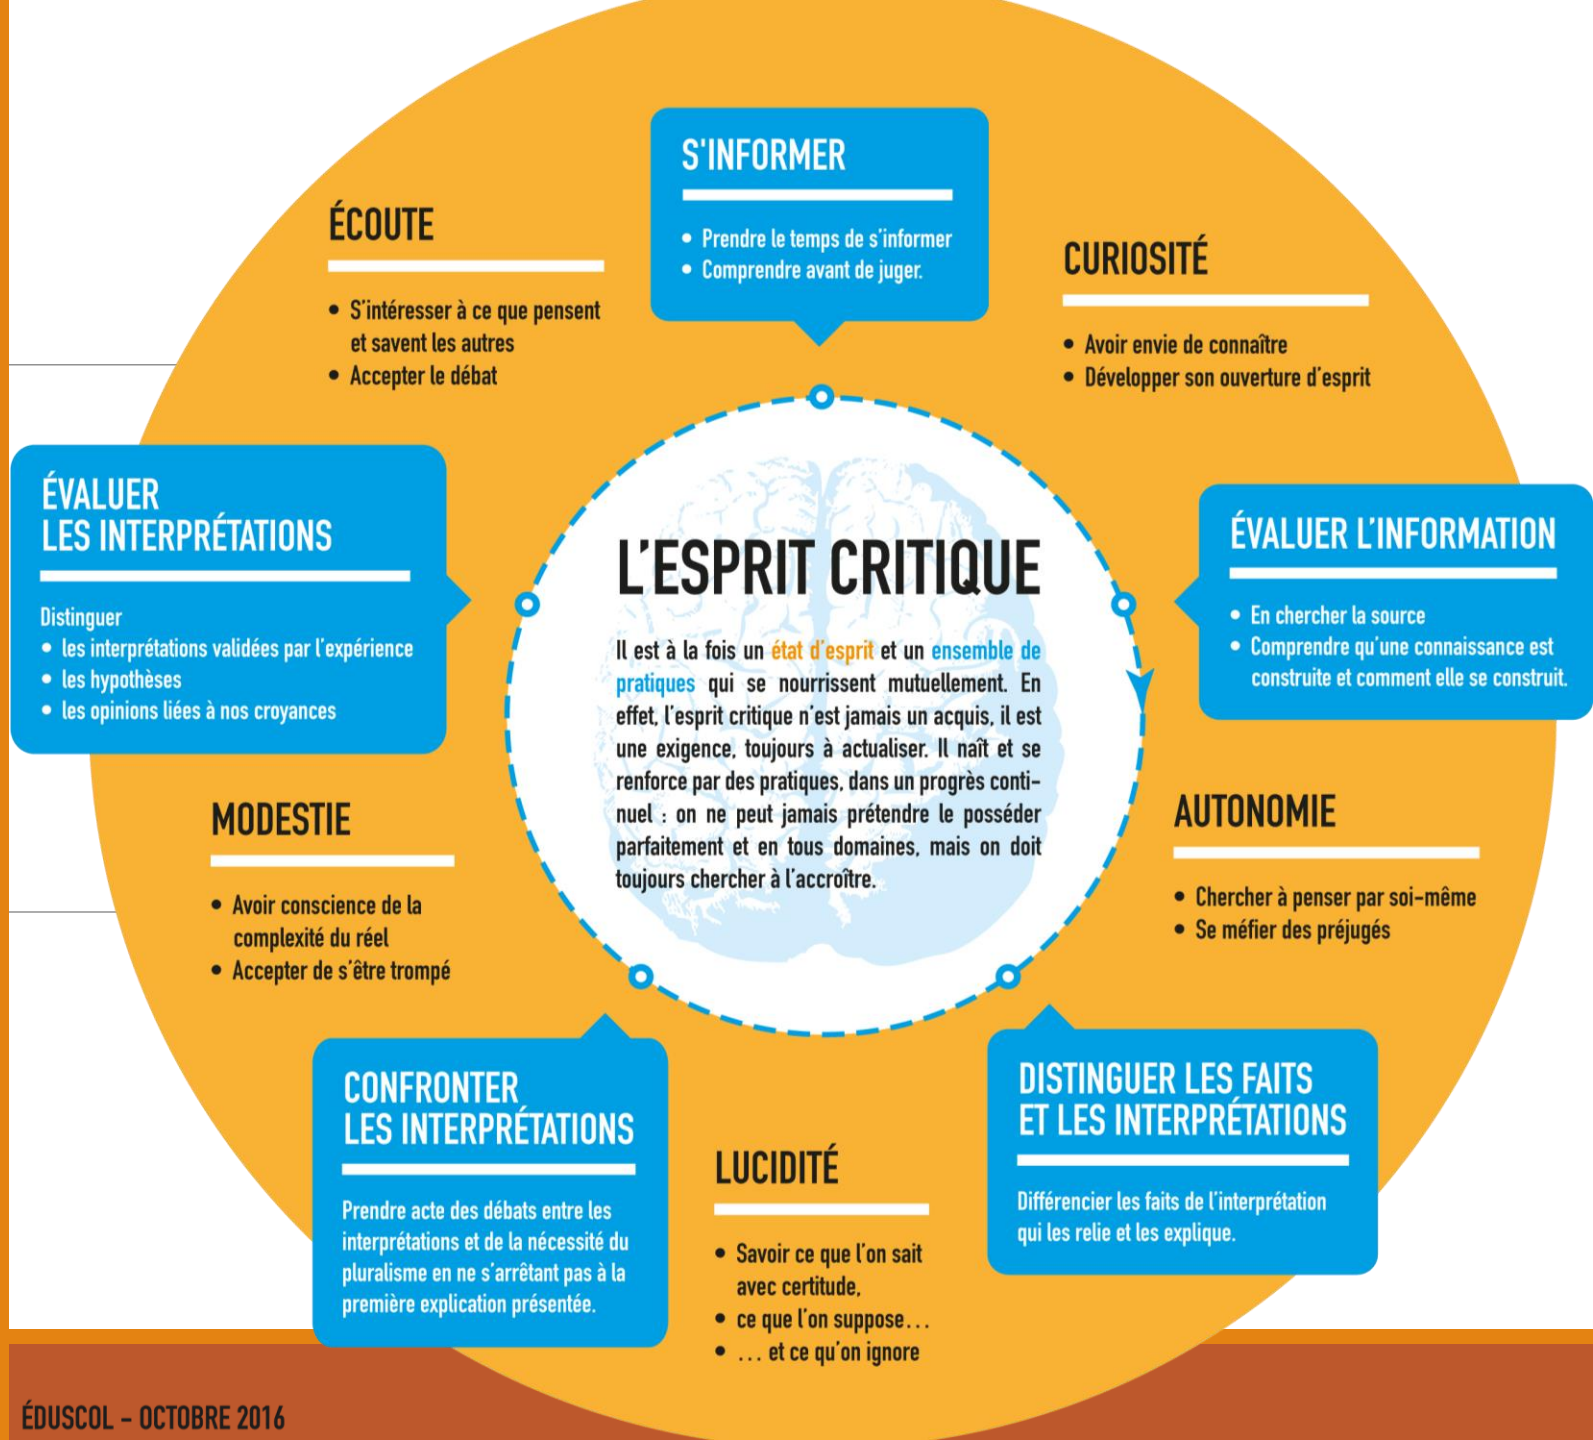 S'INFORMER
• Prendre le temps de s'informer
• Comprendre avant de juger.
CURIOSITÉ
• Avoir envie de connaître
• Développer son ouverture d'esprit
ÉVALUER L'INFORMATION
• En chercher la source
• Comprendre qu'une connaissance est
construite et comment elle se construit.
AUTONOMIE
• Chercher à penser par soi-même
• Se méfier des préjugés
DISTINGUER LES FAITS
ET LES INTERPRÉTATIONS
Différencier les faits de l'interprétation
qui les relie et les explique.
LUCIDITÉ
• Savoir ce que l'on sait
avec certitude,
• ce que l'on suppose...
• ... et ce qu'on ignore
CONFRONTER
LES INTERPRÉTATIONS
Prendre acte des débats entre les
interprétations et de la nécessité du
pluralisme en ne s'arrêtant pas à la
première explication présentée.
MODESTIE
• Avoir conscience de la
complexité du réel
• Accepter de s'être trompé
ÉVALUER
LES INTERPRÉTATIONS
Distinguer
• les interprétations validées par l'expérience
• les hypothèses
• les opinions liées à nos croyances
ÉCOUTE
• S'intéresser à ce que pensent
et savent les autres
• Accepter le débat
L'ESPRIT CRITIQUE
Il est à la fois un état d'esprit et un ensemble de
pratiques qui se nourrissent mutuellement. En
effet, l'esprit critique n'est jamais un acquis, il est
une exigence, toujours à actualiser. Il naît et se
renforce par des pratiques, dans un progrès conti-
nuel : on ne peut jamais prétendre le posséder
parfaitement et en tous domaines, mais on doit
toujours chercher à l'accroître.
ÉDUSCOL - OCTOBRE 2016